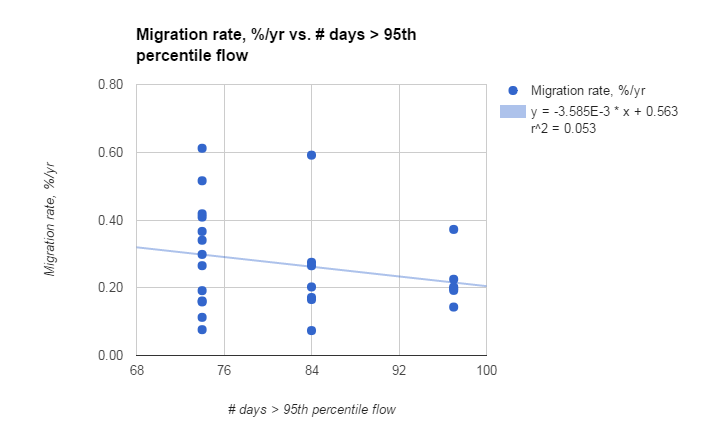 Migration rate, %/yr vs. # days > 95th
percentile flow
Migration rate, %/yr
y = -3.585E-3 * x + 0.563
r^2 = 0.053
Migration rate, %/yr
0.80
0.60
0.40
0.20
0.00
68 76 84 92 100
# days > 95th percentile flow